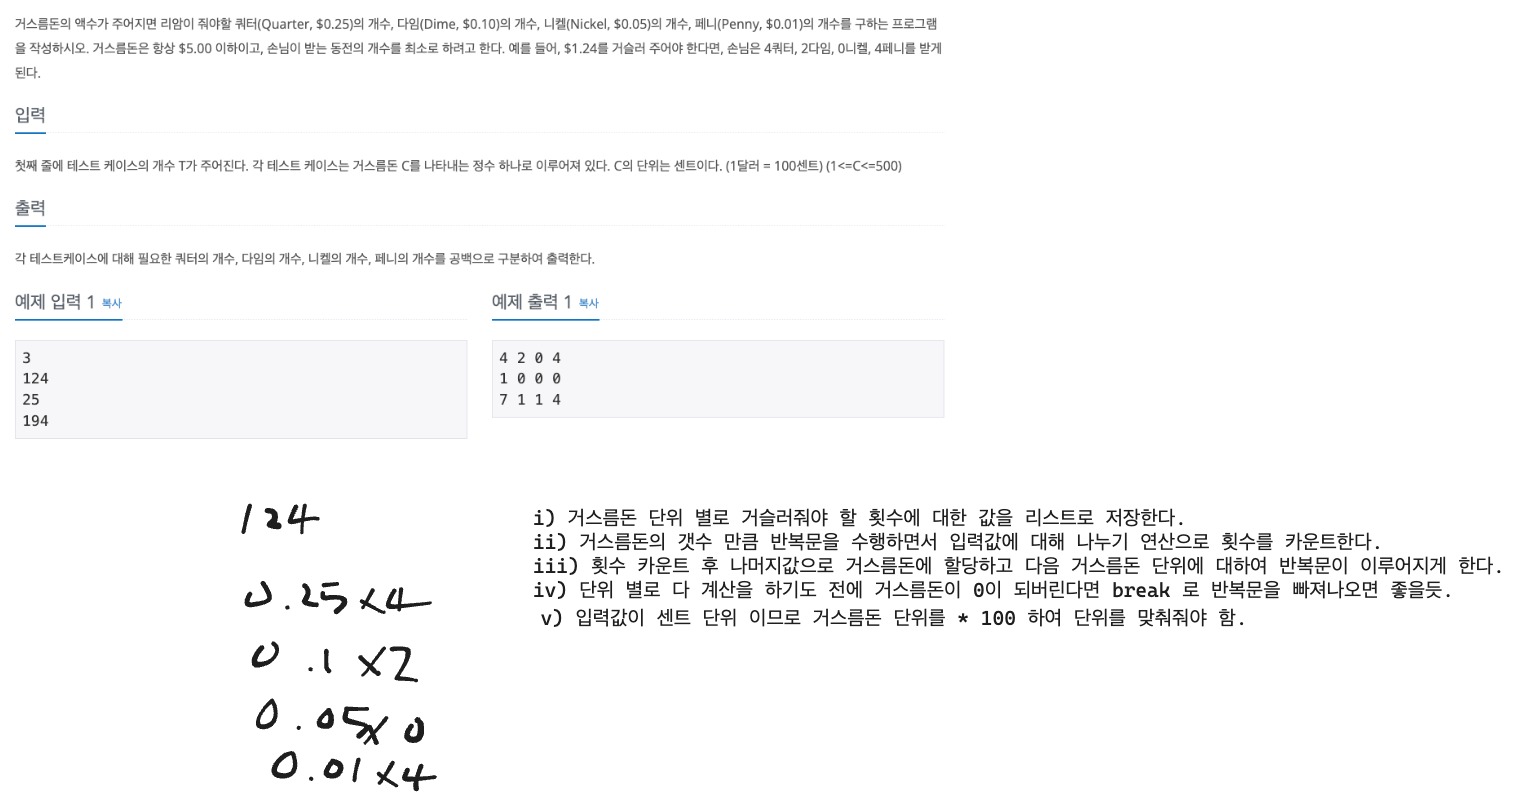 거스름돈의 액수가 주어지면 리암이 줘야할 쿼터(Quarter, $0.25)의 개수, 다임(Dime, $0.10)의 개수, 니켈(Nickel, $0.05)의 개수, 페니(Penny, $0.01)의 개수를 구하는 프로그램
을 작성하시오. 거스름돈은 항상 $5.00 이하이고, 손님이 받는 동전의 개수를 최소로 하려고 한다. 예를 들어, $1.24를 거슬러 주어야 한다면, 손님은 4쿼터, 2다임, 0니켈, 4페니를 받게
된다.
입력
첫째 줄에 테스트 케이스의 개수 T가 주어진다. 각 테스트 케이스는 거스름돈 C를 나타내는 정수 하나로 이루어져 있다. C의 단위는 센트이다. (1달러 = 100센트) (1<=C<=500)
출력
각 테스트케이스에 대해 필요한 쿼터의 개수, 다임의 개수, 니켈의 개수, 페니의 개수를 공백으로 구분하여 출력한다.
예제 입력 1 복사
3
124
25
194
예제 출력 1 복사
4 2 0 4
1 0 0 0
7 1 1 4
124
0.25×4
0.1×2
0.05×0
0.01×4
i) 거스름돈 단위 별로 거슬러줘야 할 횟수에 대한 값을 리스트로 저장한다.
ii) 거스름돈의 갯수 만큼 반복문을 수행하면서 입력값에 대해 나누기 연산으로 횟수를 카운트한다.
iii) 횟수 카운트 후 나머지값으로 거스름돈에 할당하고 다음 거스름돈 단위에 대하여 반복문이 이루어지게 한다.
iv) 단위 별로 다 계산을 하기도 전에 거스름돈이 0이 되버린다면 break 로 반복문을 빠져나오면 좋을듯.
v) 입력값이 센트 단위 이므로 거스름돈 단위를 * 100 하여 단위를 맞춰줘야 함.